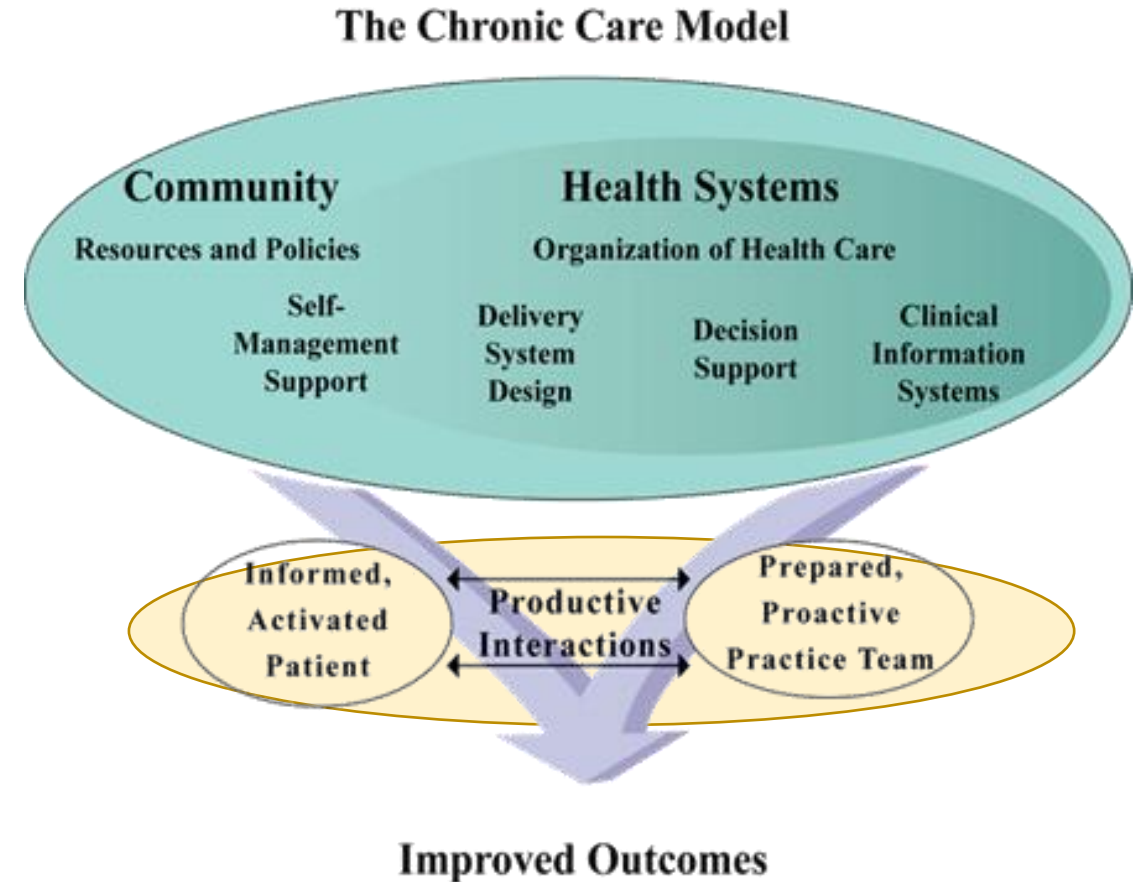 The Chronic Care Model
Community
Health Systems
Resources and Policies
Organization of Health Care
Self-
Management
Support
Delivery
System
Design
Decision
Support
Clinical
Information
Systems
Informed,
Activated
Patient
Productive
Interactions
Prepared,
Proactive
Practice Team
Improved Outcomes